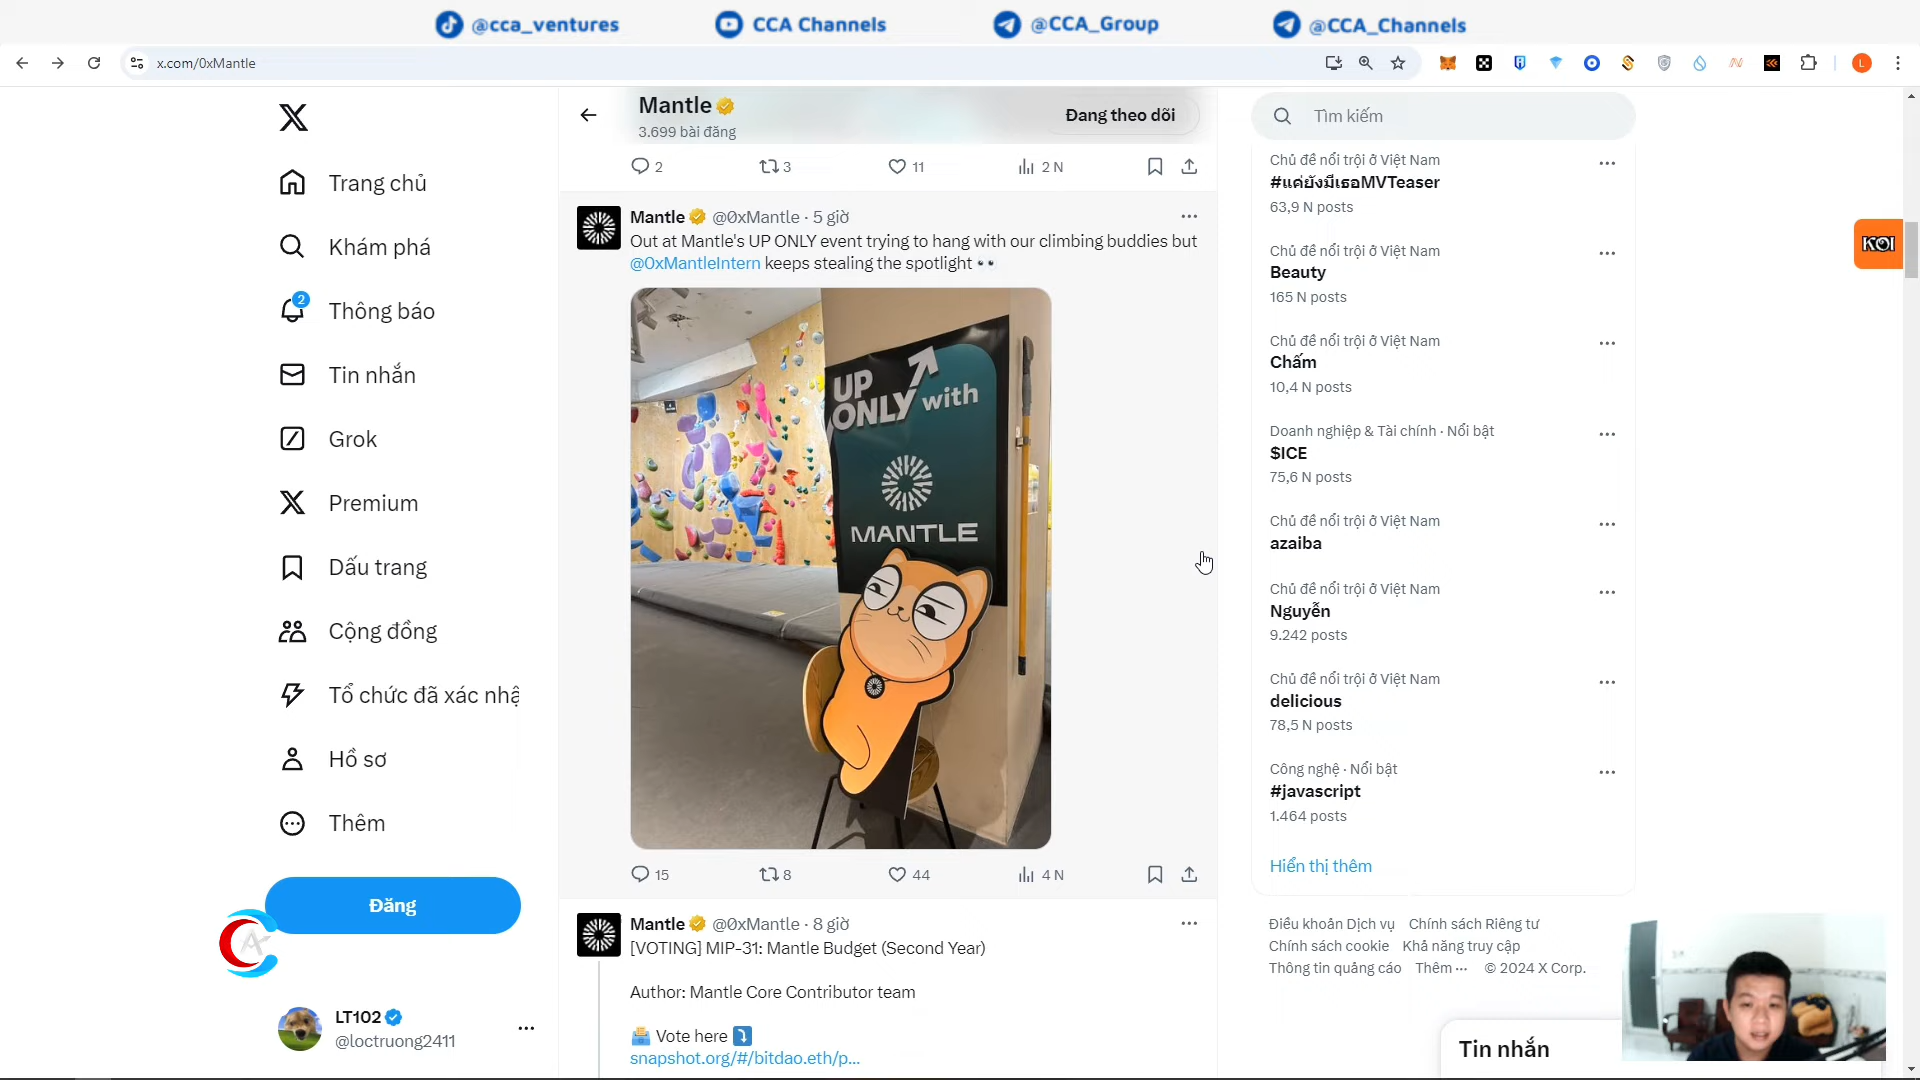 @cca_ventures
CCA Channels
@CCA_Group
@CCA_Channels
x.com/0xMantle
Mantle
3.699 bài đăng
Đang theo dõi
Tìm kiếm
Trang chủ
Khám phá
2
Thông báo
Tin nhắn
Grok
Premium
Dấu trang
Cộng đồng
Tổ chức đã xác nhậ
Hồ sơ
Thêm
Đăng
LT102
@loctruong2411
2
3
11
2 N
Mantle @0xMantle · 5 giờ
Out at Mantle's UP ONLY event trying to hang with our climbing buddies but
@0xMantleIntern keeps stealing the spotlight
UP
ONLY with
MANTLE
15
8
44
4 N
Mantle @0xMantle · 8 giờ
[VOTING] MIP-31: Mantle Budget (Second Year)
Author: Mantle Core Contributor team
Vote here
snapshot.org/#/bitdao.eth/p...
Chủ đề nổi trội ở Việt Nam
#แค่ยังมีเธอMVTeaser
63,9 N posts
Chủ đề nổi trội ở Việt Nam
Beauty
165 N posts
Chủ đề nổi trội ở Việt Nam
Chấm
10,4 N posts
Doanh nghiệp & Tài chính · Nổi bật
$ICE
75,6 N posts
Chủ đề nổi trội ở Việt Nam
azaiba
Chủ đề nổi trội ở Việt Nam
Nguyễn
9.242 posts
Chủ đề nổi trội ở Việt Nam
delicious
78,5 N posts
Công nghệ · Nổi bật
#javascript
1.464 posts
Hiển thị thêm
Điều khoản Dịch vụ Chính sách Riêng tư
Chính sách cookie Khả năng truy cập
Thông tin quảng cáo Thêm ··· © 2024 X Corp.
Tin nhắn
KOI
L